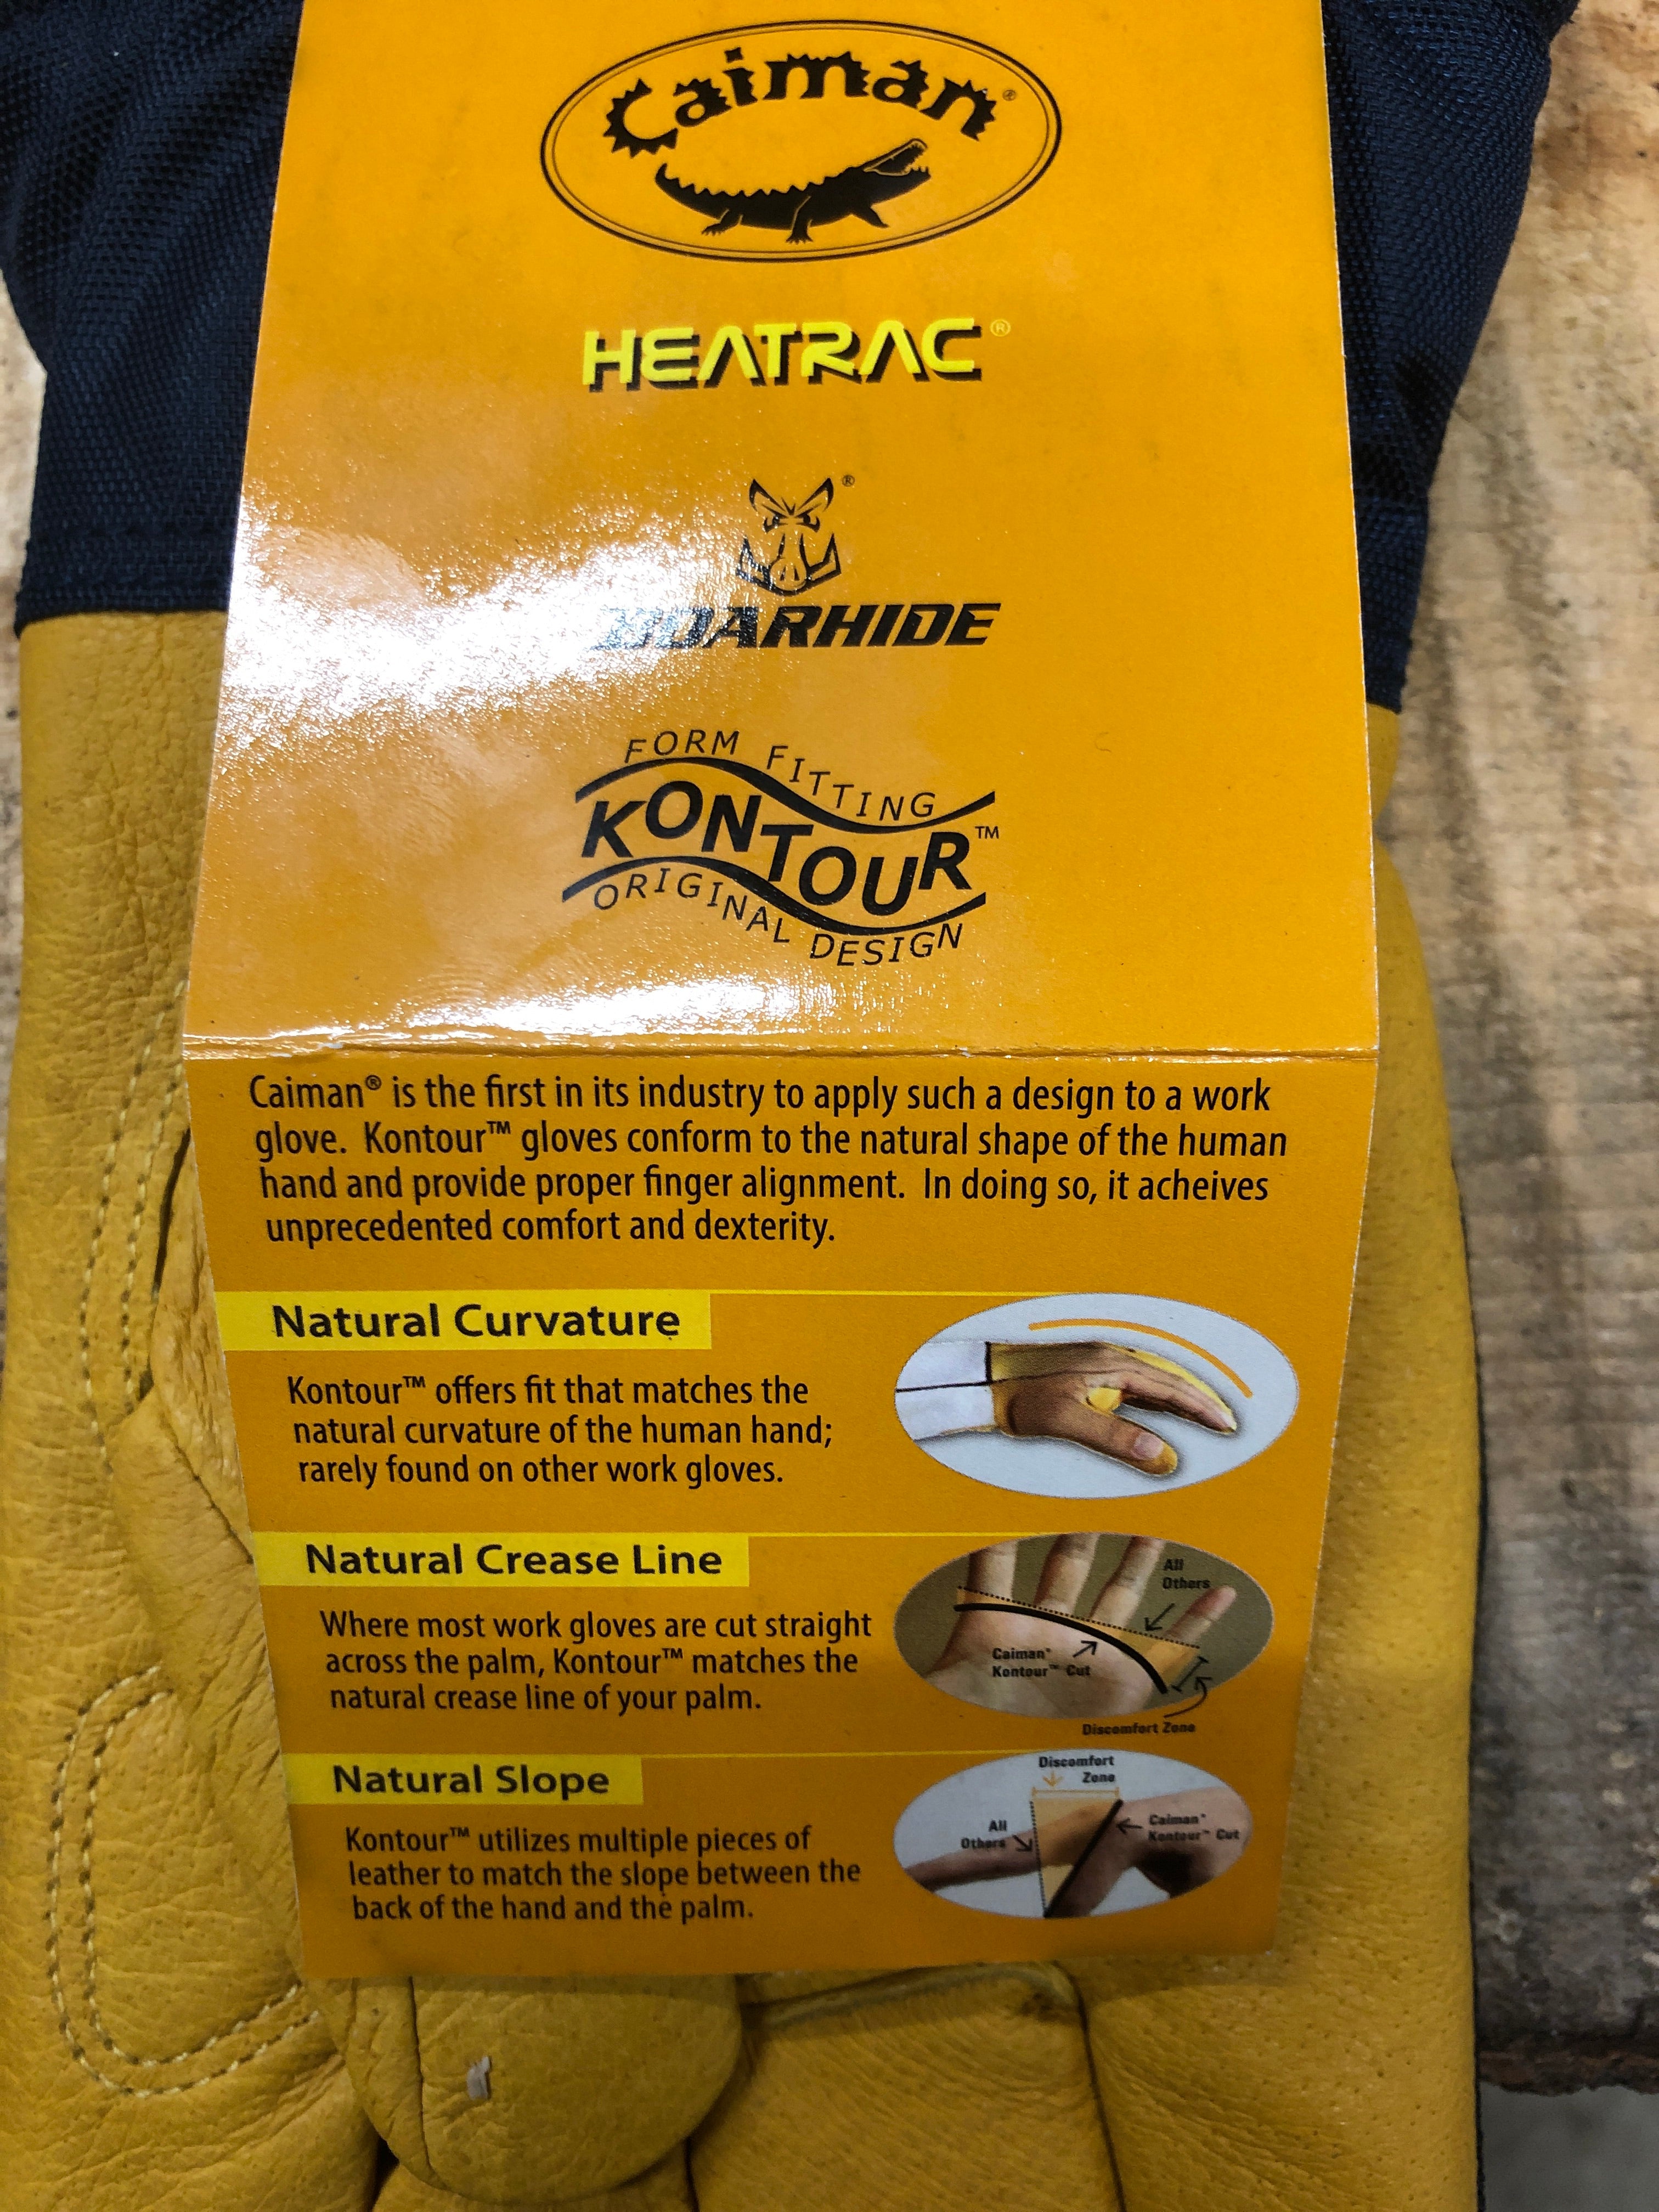 Caiman®
HEATRAC®
®
BOARHIDE
FORM FITTING
KONTOUR™
ORIGINAL DESIGN
Caiman® is the first in its industry to apply such a design to a work
glove. Kontour™ gloves conform to the natural shape of the human
hand and provide proper finger alignment. In doing so, it acheives
unprecedented comfort and dexterity.
Natural Curvature
Kontour™ offers fit that matches the
natural curvature of the human hand;
rarely found on other work gloves.
Natural Crease Line
Where most work gloves are cut straight
across the palm, Kontour™ matches the
natural crease line of your palm.
All
Others
Caiman®
Kontour™ Cut
Discomfort Zone
Natural Slope
Kontour™ utilizes multiple pieces of
leather to match the slope between the
back of the hand and the palm.
Discomfort
Zone
All
Others
Caiman®
Kontour™ Cut